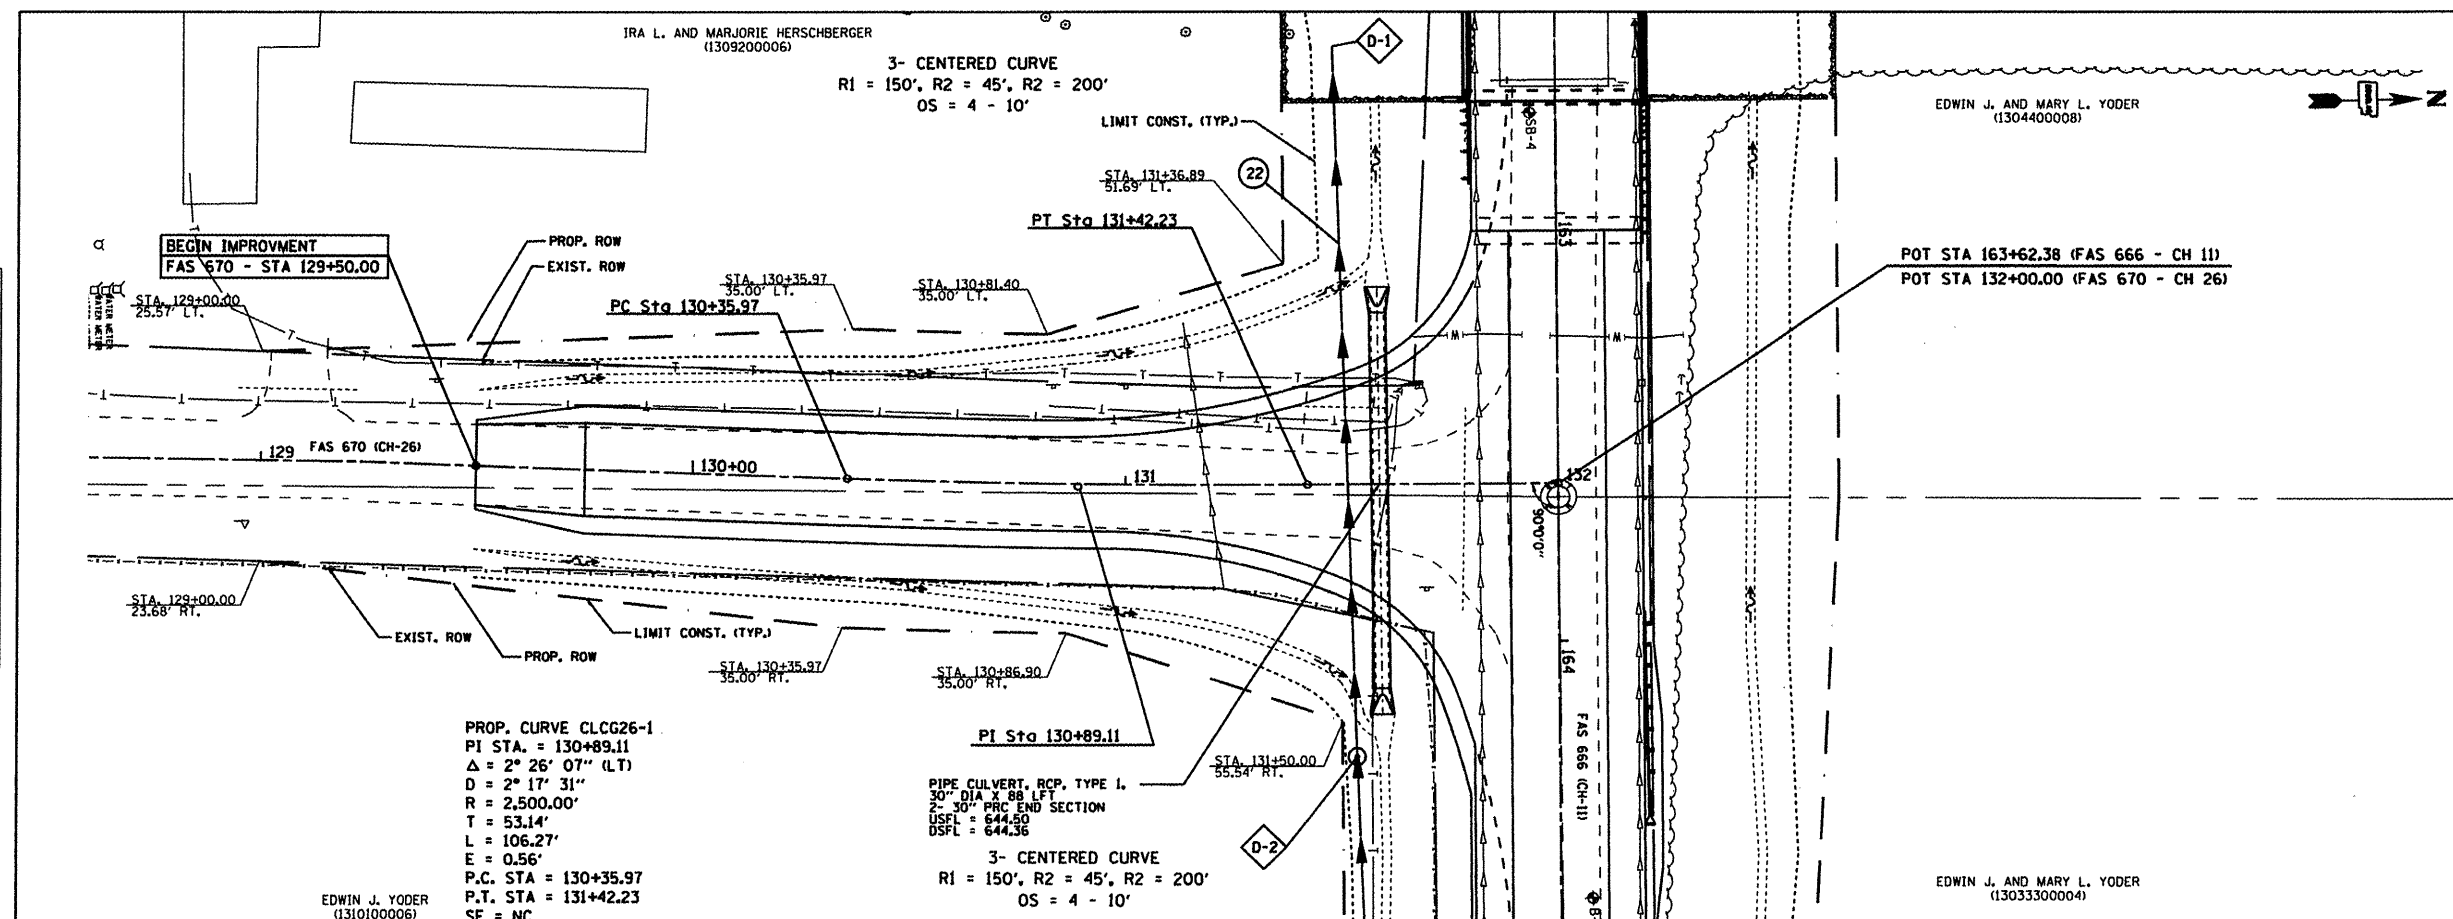 IRA L. AND MARJORIE HERSCHBERGER
(1309200006)
3- CENTERED CURVE
R1 = 150', R2 = 45', R2 = 200'
OS = 4 - 10'
D-1
LIMIT CONST. (TYP.)
EDWIN J. AND MARY L. YODER
(1304400008)
N
SB-4
22
STA. 131+36.89
51.69' LT.
PT Sta 131+42.23
163
BEGIN IMPROVMENT
FAS 670 - STA 129+50.00
PROP. ROW
EXIST. ROW
POT STA 163+62.38 (FAS 666 - CH 11)
POT STA 132+00.00 (FAS 670 - CH 26)
WATER METER
WATER METER
STA. 129+00.00
25.57' LT.
STA. 130+35.97
35.00' LT.
STA. 130+81.40
35.00' LT.
PC Sta 130+35.97
129
FAS 670 (CH-26)
130+00
131
132
90°0'0"
STA. 129+00.00
23.68' RT.
EXIST. ROW
PROP. ROW
LIMIT CONST. (TYP.)
STA. 130+35.97
35.00' RT.
STA. 130+86.90
35.00' RT.
164
FAS 666 (CH-11)
PI Sta 130+89.11
STA. 131+50.00
55.54' RT.
PROP. CURVE CLCG26-1
PI STA. = 130+89.11
Δ = 2° 26' 07" (LT)
D = 2° 17' 31"
R = 2,500.00'
T = 53.14'
L = 106.27'
E = 0.56'
P.C. STA = 130+35.97
P.T. STA = 131+42.23
SE = NC
PIPE CULVERT, RCP, TYPE 1,
30" DIA X 88 LFT
2- 30" PRC END SECTION
USFL = 644.50
DSFL = 644.36
D-2
3- CENTERED CURVE
R1 = 150', R2 = 45', R2 = 200'
OS = 4 - 10'
EDWIN J. YODER
(1310100006)
EDWIN J. AND MARY L. YODER
(13033300004)